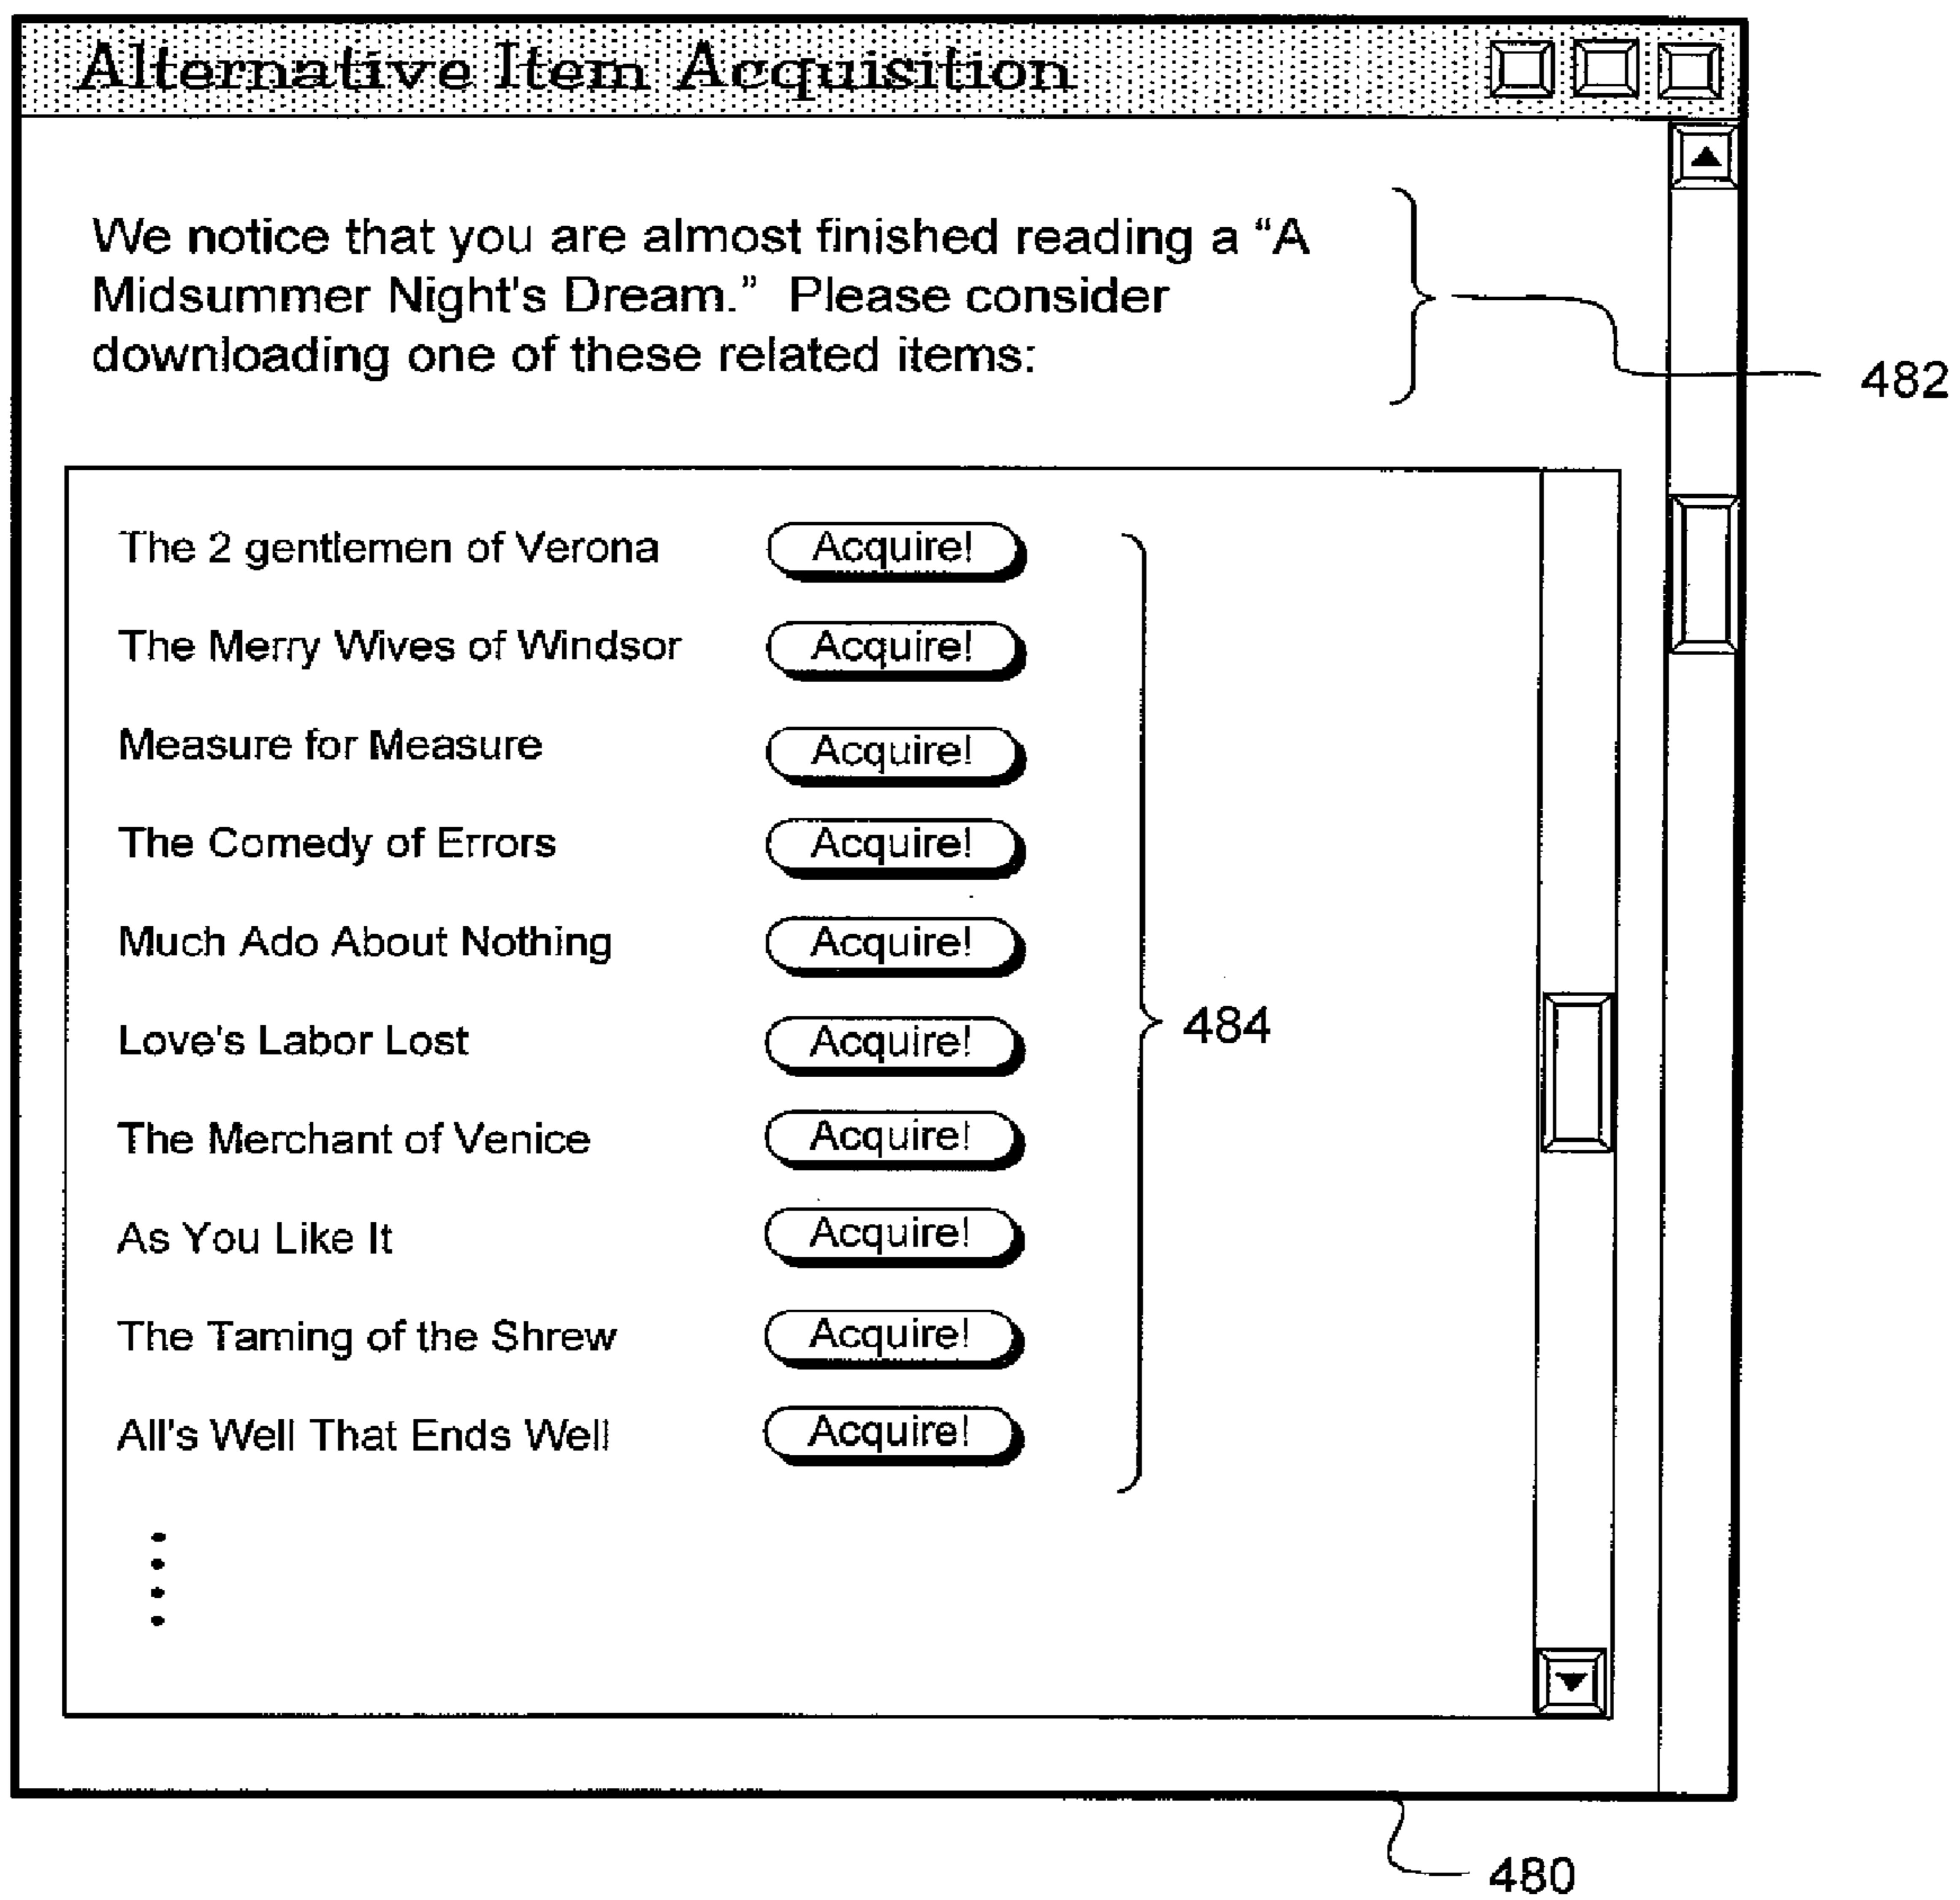 Alternative Item Acquisition
We notice that you are almost finished reading a “A
Midsummer Night's Dream.” Please consider
downloading one of these related items:
482
The 2 gentlemen of Verona Acquire!
The Merry Wives of Windsor Acquire!
Measure for Measure Acquire!
The Comedy of Errors Acquire!
Much Ado About Nothing Acquire!
484
Love's Labor Lost Acquire!
The Merchant of Venice Acquire!
As You Like It Acquire!
The Taming of the Shrew Acquire!
All's Well That Ends Well Acquire!
480